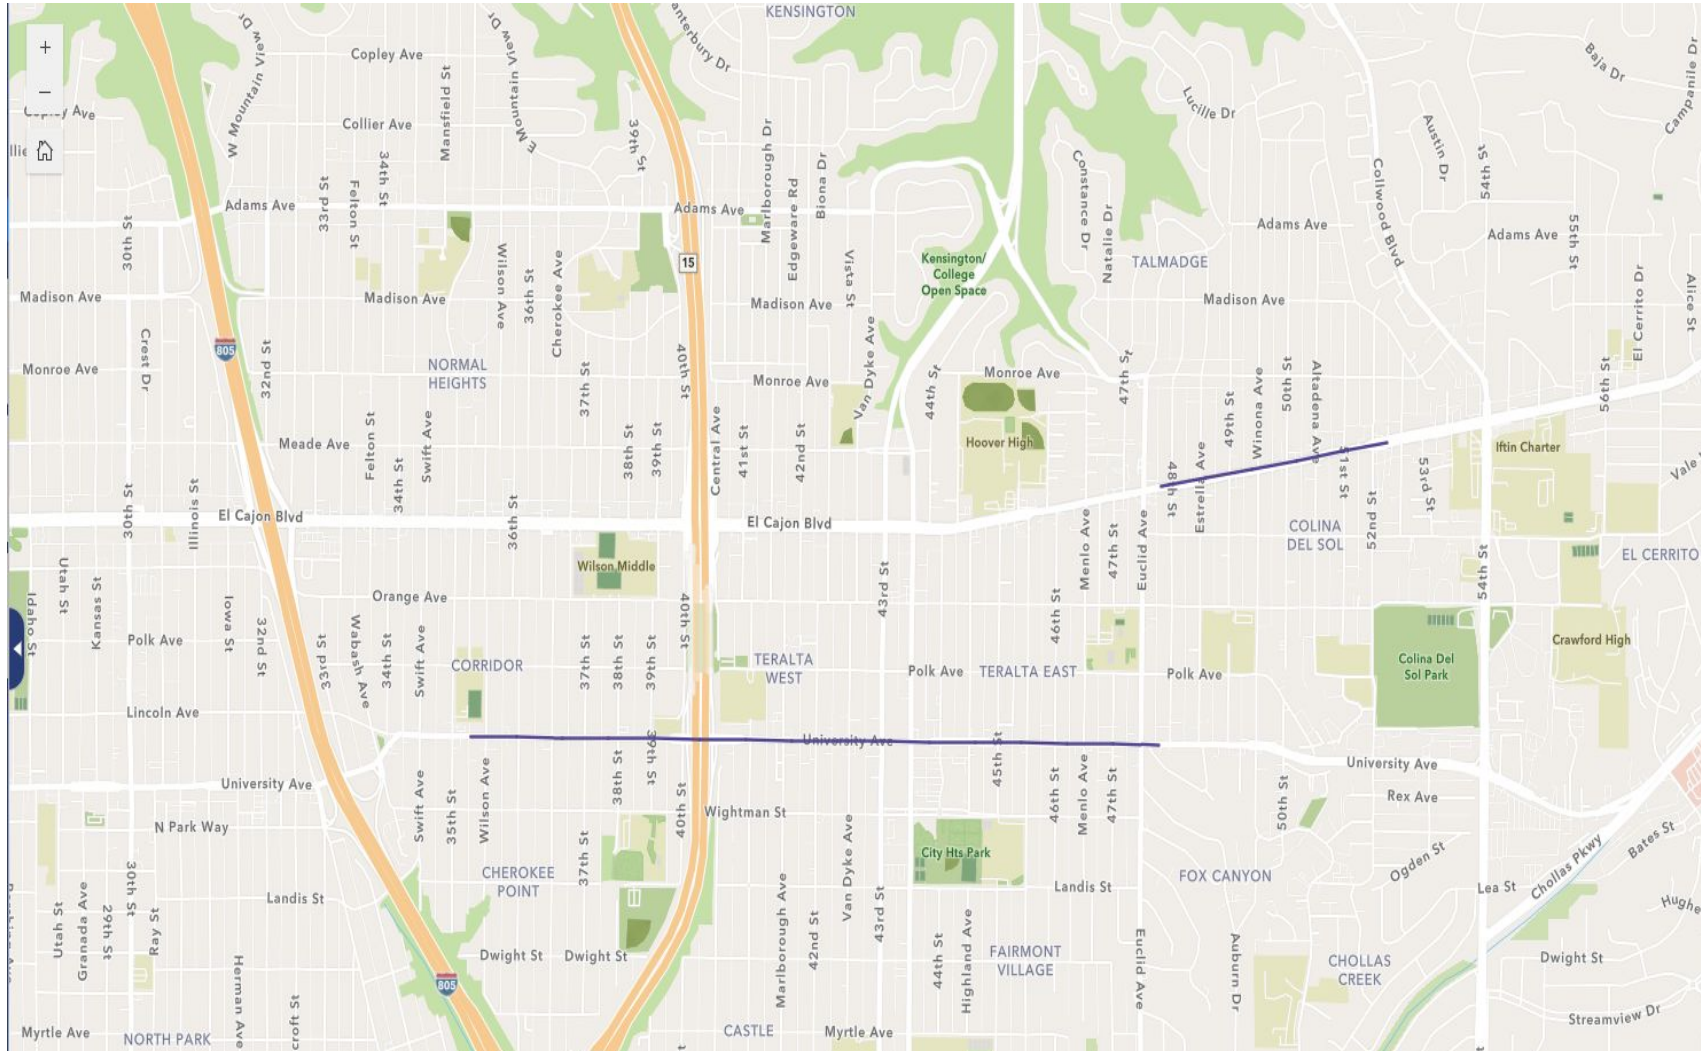 KENSINGTON
+
−
Copley Ave
W Mountain View Dr
Copley Ave
Mansfield St
E Mountain View Dr
Canterbury Dr
Baja Dr
Campanile Dr
Lucille Dr
Austin Dr
54th St
Collier Ave
39th St
Marlborough Dr
Edgeware Rd
Biona Dr
Constance Dr
Natalie Dr
Collwood Blvd
33rd St
Felton St
34th St
Adams Ave
Adams Ave
Adams Ave
Adams Ave
55th St
30th St
15
Kensington/
College
Open Space
TALMADGE
Wilson Ave
36th St
Cherokee Ave
Vista St
Madison Ave
Madison Ave
Madison Ave
Madison Ave
El Cerrito Dr
Alice St
805
Crest Dr
32nd St
Monroe Ave
NORMAL
HEIGHTS
37th St
40th St
Monroe Ave
Van Dyke Ave
44th St
Monroe Ave
47th St
49th St
Winona Ave
50th St
Altadena Ave
56th St
Meade Ave
Felton St
34th St
Swift Ave
38th St
39th St
Central Ave
41st St
42nd St
Hoover High
48th St
Estrella Ave
51st St
52nd St
53rd St
Iftin Charter
Vale
30th St
Illinois St
El Cajon Blvd
36th St
El Cajon Blvd
Menlo Ave
47th St
Euclid Ave
COLINA
DEL SOL
EL CERRITO
Wilson Middle
Utah St
Kansas St
Idaho St
Iowa St
32nd St
Orange Ave
40th St
43rd St
46th St
54th St
Polk Ave
33rd St
Wabash Ave
34th St
Swift Ave
CORRIDOR
37th St
38th St
39th St
TERALTA
WEST
Polk Ave
TERALTA EAST
Polk Ave
Colina Del
Sol Park
Crawford High
Lincoln Ave
University Ave
39th St
45th St
University Ave
University Ave
Swift Ave
35th St
Wilson Ave
38th St
40th St
46th St
Menlo Ave
47th St
50th St
Rex Ave
N Park Way
Wightman St
Van Dyke Ave
City Hts Park
Ogden St
Chollas Pkwy
Bates St
30th St
CHEROKEE
POINT
37th St
FOX CANYON
Landis St
Landis St
Lea St
Utah St
Granada Ave
29th St
Ray St
Marlborough Ave
42nd St
43rd St
44th St
Highland Ave
Euclid Ave
Auburn Dr
Dwight St
Dwight St
FAIRMONT
VILLAGE
CHOLLAS
CREEK
Dwight St
805
Herman Ave
Streamview Dr
Myrtle Ave
NORTH PARK
CASTLE
Myrtle Ave